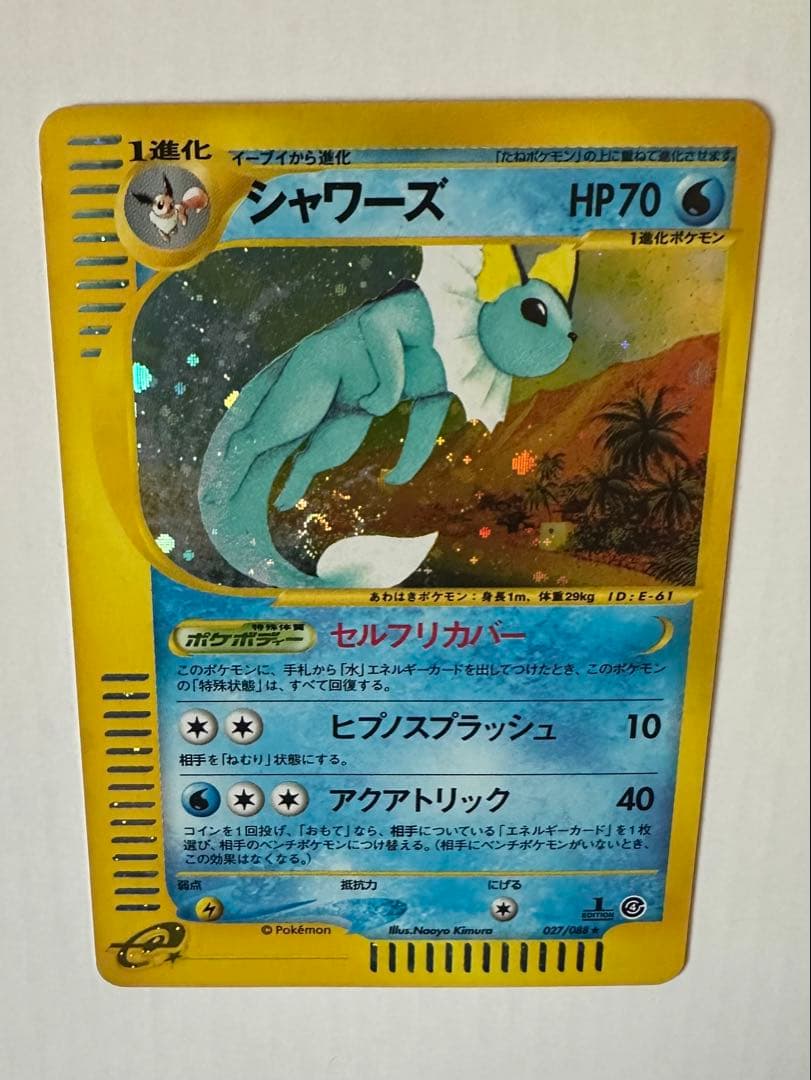 1進化
イーブイから進化
「たねポケモン」の上に重ねて進化させます。
シャワーズ
HP70
1進化ポケモン
あわはきポケモン:身長1m、体重29kg ID:E-61
特殊体質
ポケボディー
セルフリカバー
このポケモンに、手札から「水」エネルギーカードを出してつけたとき、このポケモン
の「特殊状態」は、すべて回復する。
ヒプノスプラッシュ 10
相手を「ねむり」状態にする。
アクアトリック 40
コインを1回投げ、「おもて」なら、相手についている「エネルギーカード」を1枚
選び、相手のベンチポケモンにつけ替える。(相手にベンチポケモンがいないとき、
この効果はなくなる。)
弱点 抵抗力 にげる
1
EDITION
e
© Pokémon
Illus.Naoyo Kimura
027/088★